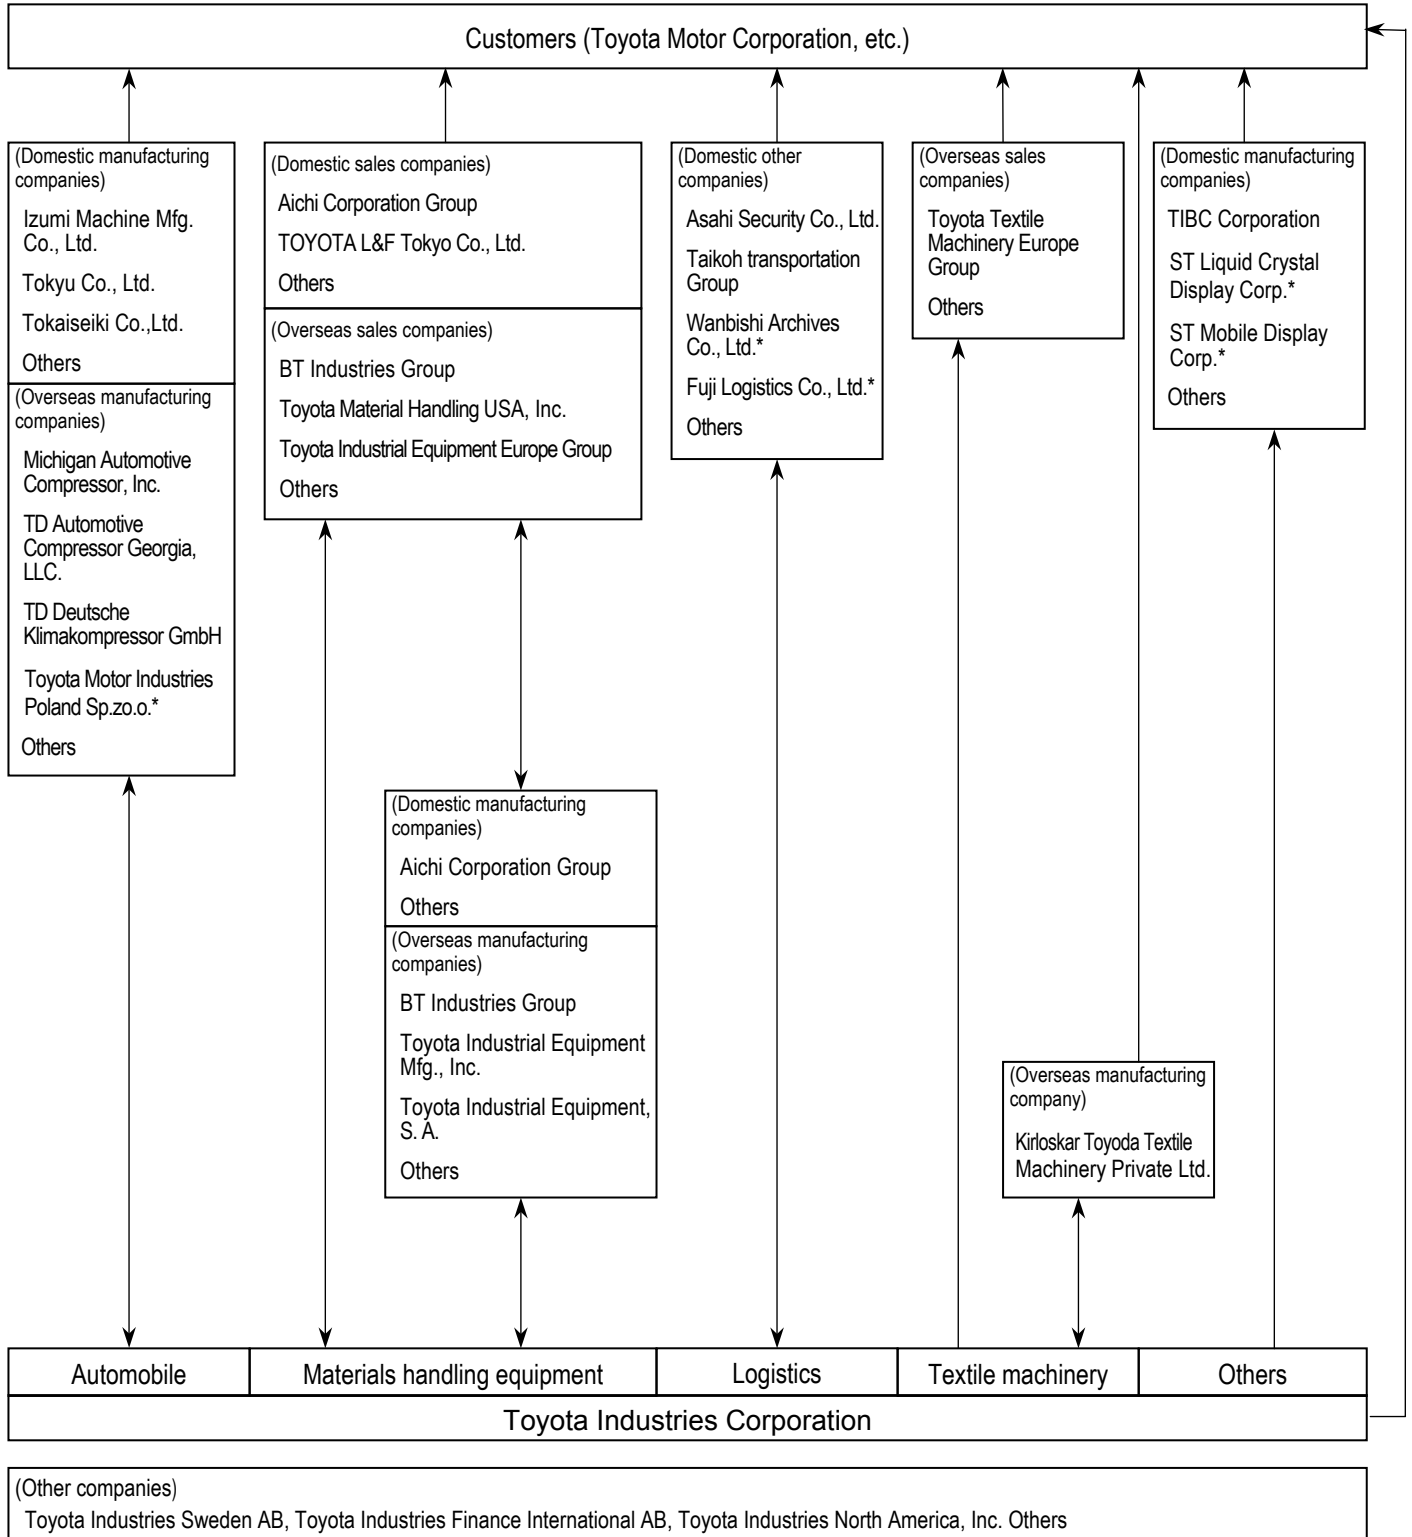 Customers (Toyota Motor Corporation, etc.)
(Domestic manufacturing
companies)
Izumi Machine Mfg.
Co., Ltd.
Tokyu Co., Ltd.
Tokaiseiki Co.,Ltd.
Others
(Overseas manufacturing
companies)
Michigan Automotive
Compressor, Inc.
TD Automotive
Compressor Georgia,
LLC.
TD Deutsche
Klimakompressor GmbH
Toyota Motor Industries
Poland Sp.zo.o.*
Others
(Domestic sales companies)
Aichi Corporation Group
TOYOTA L&F Tokyo Co., Ltd.
Others
(Overseas sales companies)
BT Industries Group
Toyota Material Handling USA, Inc.
Toyota Industrial Equipment Europe Group
Others
(Domestic manufacturing
companies)
Aichi Corporation Group
Others
(Overseas manufacturing
companies)
BT Industries Group
Toyota Industrial Equipment
Mfg., Inc.
Toyota Industrial Equipment,
S. A.
Others
(Domestic other
companies)
Asahi Security Co., Ltd.
Taikoh transportation
Group
Wanbishi Archives
Co., Ltd.*
Fuji Logistics Co., Ltd.*
Others
(Overseas sales
companies)
Toyota Textile
Machinery Europe
Group
Others
(Overseas manufacturing
company)
Kirloskar Toyoda Textile
Machinery Private Ltd.
(Domestic manufacturing
companies)
TIBC Corporation
ST Liquid Crystal
Display Corp.*
ST Mobile Display
Corp.*
Others
Automobile
Materials handling equipment
Logistics
Textile machinery
Others
Toyota Industries Corporation
(Other companies)
Toyota Industries Sweden AB, Toyota Industries Finance International AB, Toyota Industries North America, Inc. Others